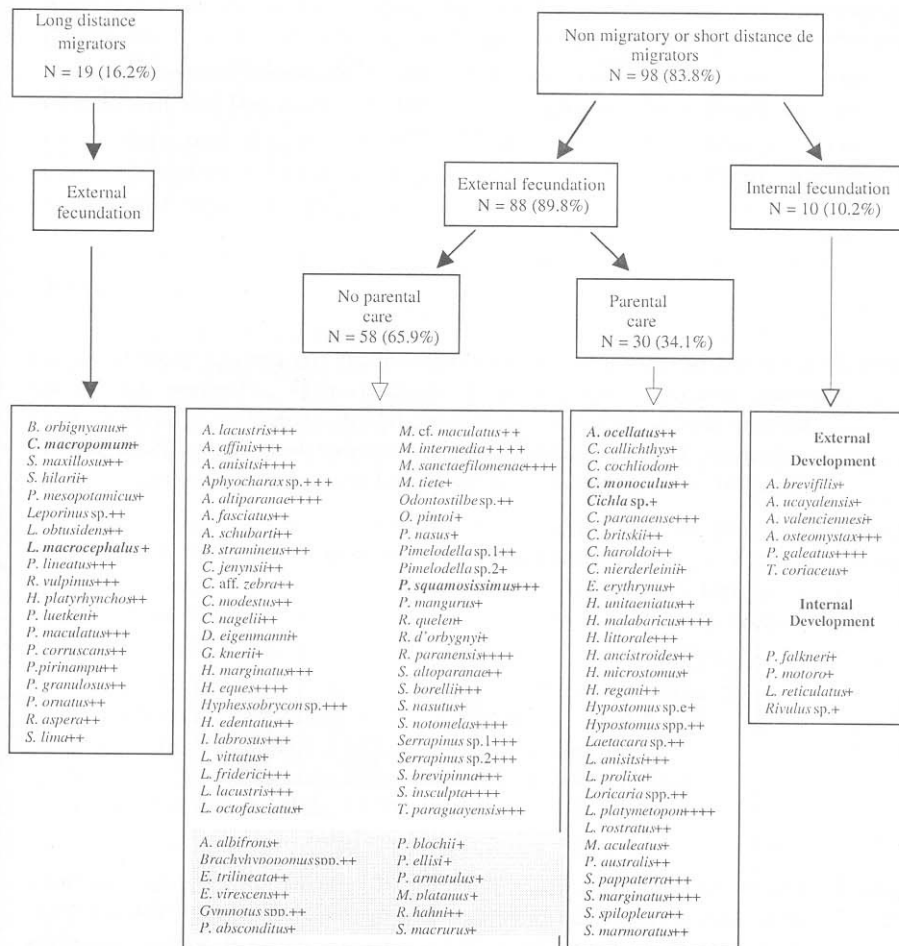 Long distance
migrators
N = 19 (16.2%)
Non migratory or short distance de
migrators
N = 98 (83.8%)
External
fecundation
External fecundation
N = 88 (89.8%)
Internal fecundation
N = 10 (10.2%)
No parental
care
N = 58 (65.9%)
Parental
care
N = 30 (34.1%)
B. orbignyanus+
C. macropomum+
S. maxillosus++
S. hilarii+
P. mesopotamicus+
Leporinus sp.++
L. obtusidens++
L. macrocephalus +
P. lineatus+++
R. vulpinus+++
H. platyrhynchos++
P. luetkeni+
P. maculatus+++
P. corruscans++
P.pirinampu++
P. granulosus++
P. ornatus++
R. aspera++
S. lima++
A. lacustris+++
A. affinis+++
A. anisitsi++++
Aphyocharax sp.+++
A. altiparanae++++
A. fasciatus++
A. schubarti++
B. stramineus+++
C. jenynsii++
C. aff. zebra++
C. modestus++
C. nagelii++
D. eigenmanni+
G. knerii+
H. marginatus+++
H. eques++++
Hyphessobrycon sp.+++
H. edentatus++
I. labrosus+++
L. vittatus+
L. friderici+++
L. lacustris+++
L. octofasciatus+
A. albifrons+
Brachyhypopomus spp.++
E. trilineata++
E. virescens++
Gymnotus spp.++
P. absconditus+
M. cf. maculatus++
M. intermedia++++
M. sanctaefilomenae++++
M. tiete+
Odontostilbe sp.++
O. pintoi+
P. nasus+
Pimelodella sp.1++
Pimelodella sp.2+
P. squamosissimus+++
P. mangurus+
R. quelen+
R. d'orbygnyi+
R. paranensis++++
S. altoparanae++
S. borellii+++
S. nasutus+
S. notomelas++++
Serrapinus sp.1+++
Serrapinus sp.2+++
S. brevipinna+++
S. insculpta++++
T. paraguayensis+++
P. blochii+
P. ellisi+
P. armatulus+
M. platanus+
R. hahni++
S. macrurus+
A. ocellatus++
C. callichthys+
C. cochliodon+
C. monoculus++
Cichla sp.+
C. paranaense+++
C. britskii++
C. haroldoi++
C. nierderleinii+
E. erythrynus+
H. unitaeniatus++
H. malabaricus++++
H. littorale+++
H. ancistroides++
H. microstomus+
H. regani++
Hypostomus sp.e+
Hypostomus spp.++
Laetacara sp.++
L. anisitsi+++
L. prolixa+
Loricaria spp.++
L. platymetopon++++
L. rostratus++
M. aculeatus+
P. australis++
S. pappaterra+++
S. marginatus++++
S. spilopleura++
S. marmoratus++
External
Development
A. brevifilis+
A. ucayalensis+
A. valenciennesi+
A. osteomystax+++
P. galeatus++++
T. coriaceus+
Internal
Development
P. falkneri+
P. motoro+
L. reticulatus+
Rivulus sp.+